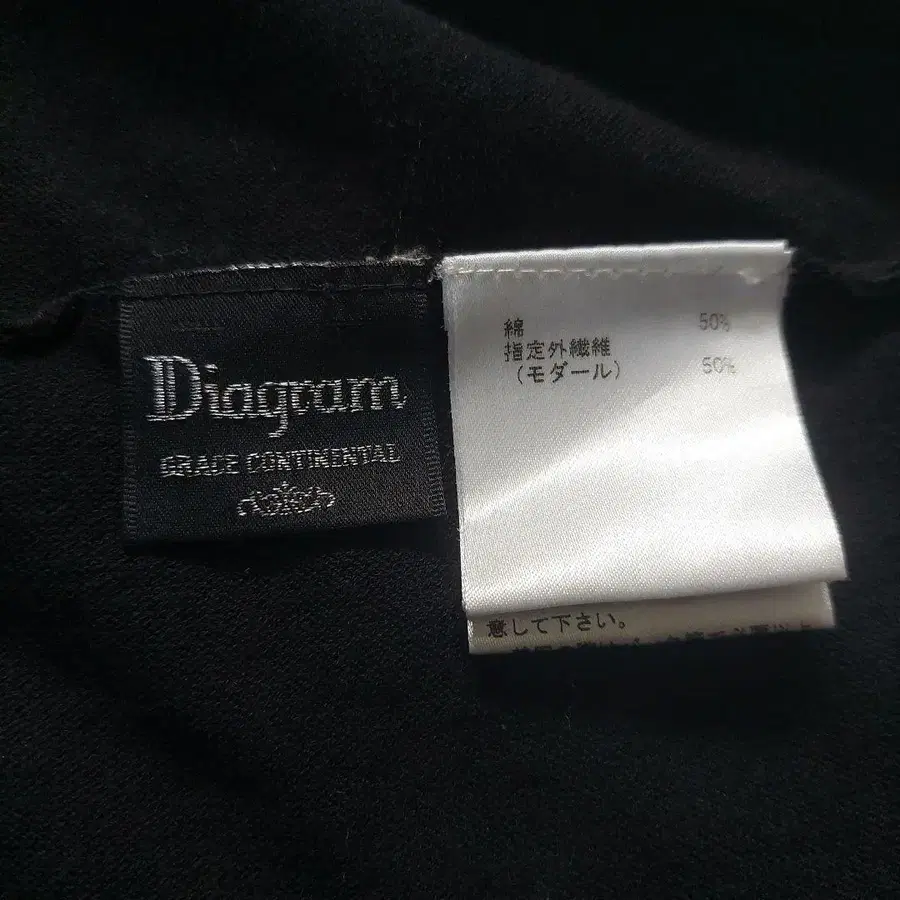 Diagram
GRACE CONTINENTAL
綿 50%
指定外繊維
(モダール) 50%
意して下さい。